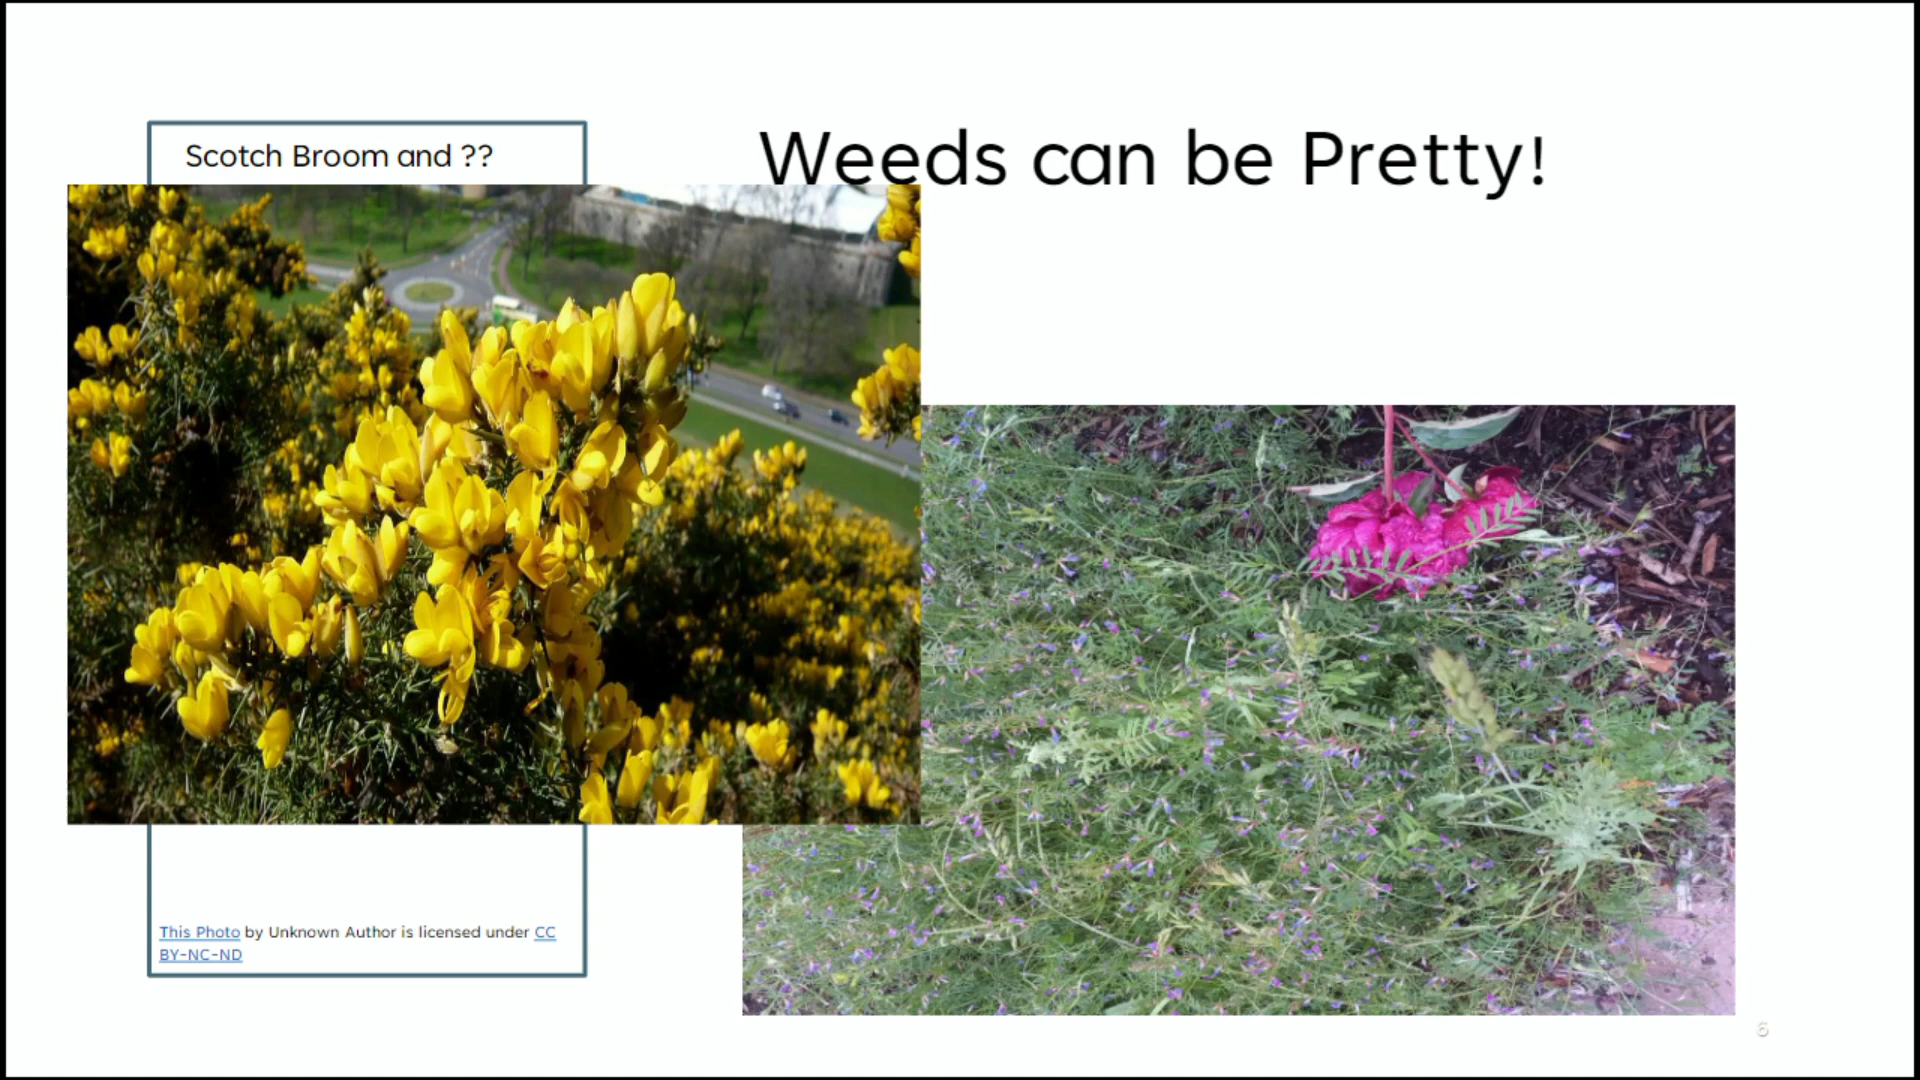 Scotch Broom and ??
Weeds can be Pretty!
This Photo by Unknown Author is licensed under CC
BY-NC-ND
6